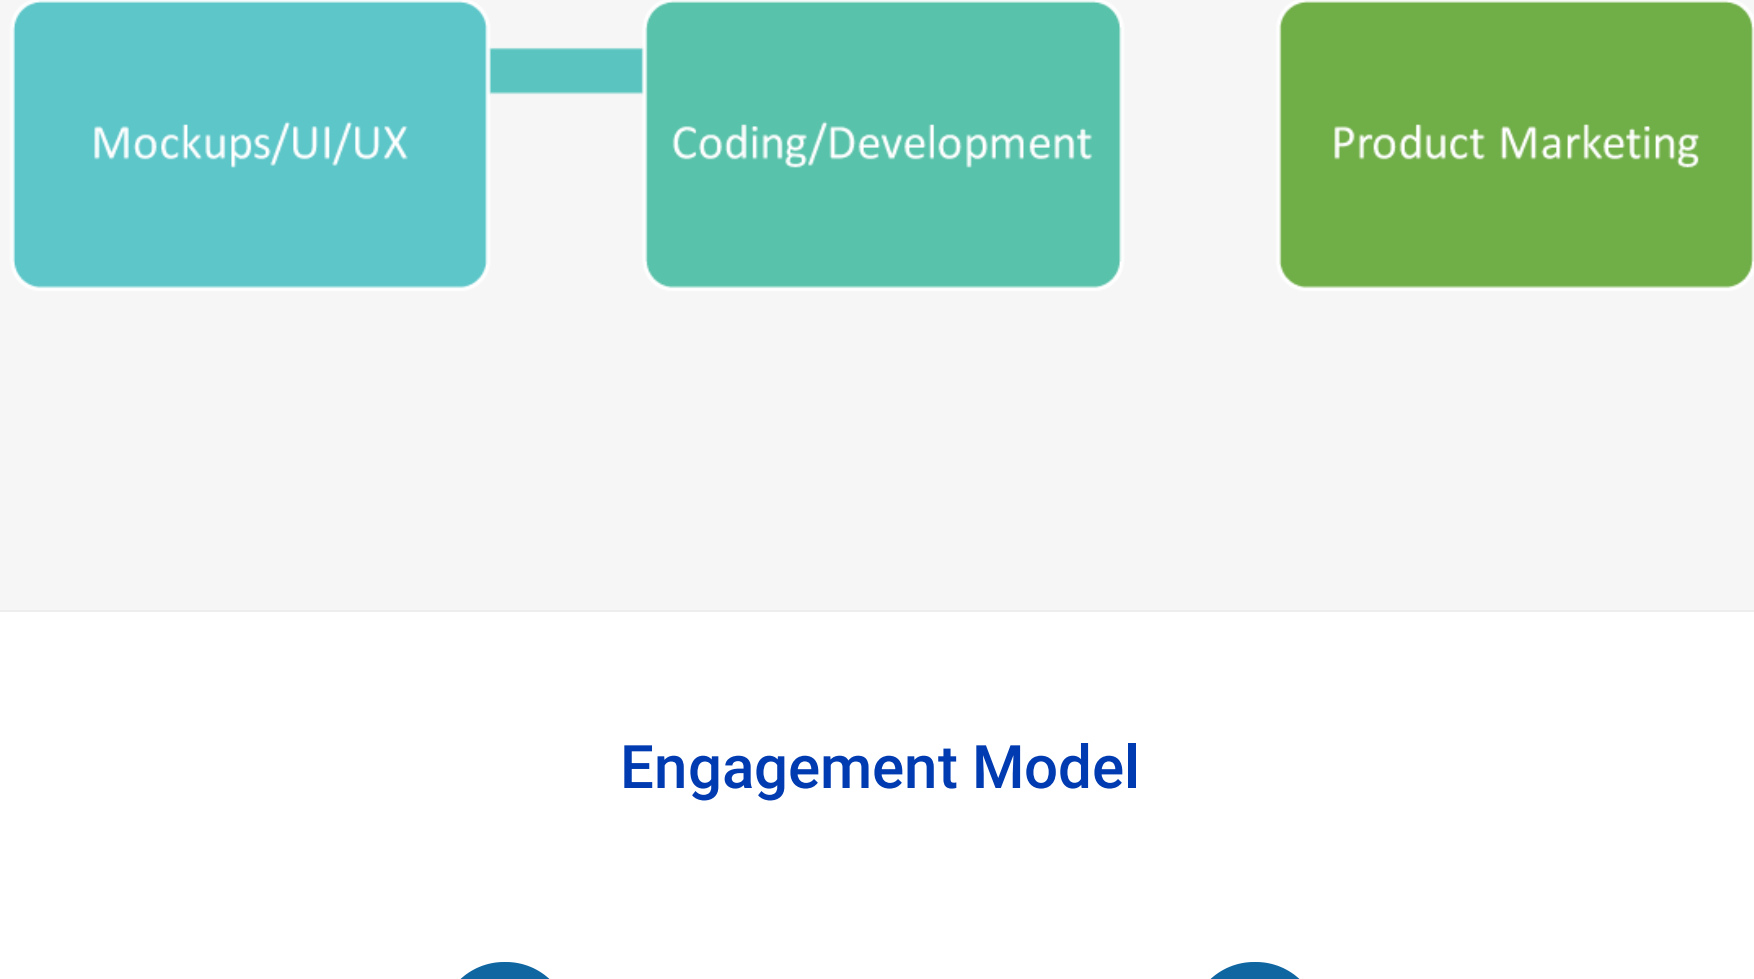 Mockups/UI/UX
Coding/Development
Product Marketing
Engagement Model